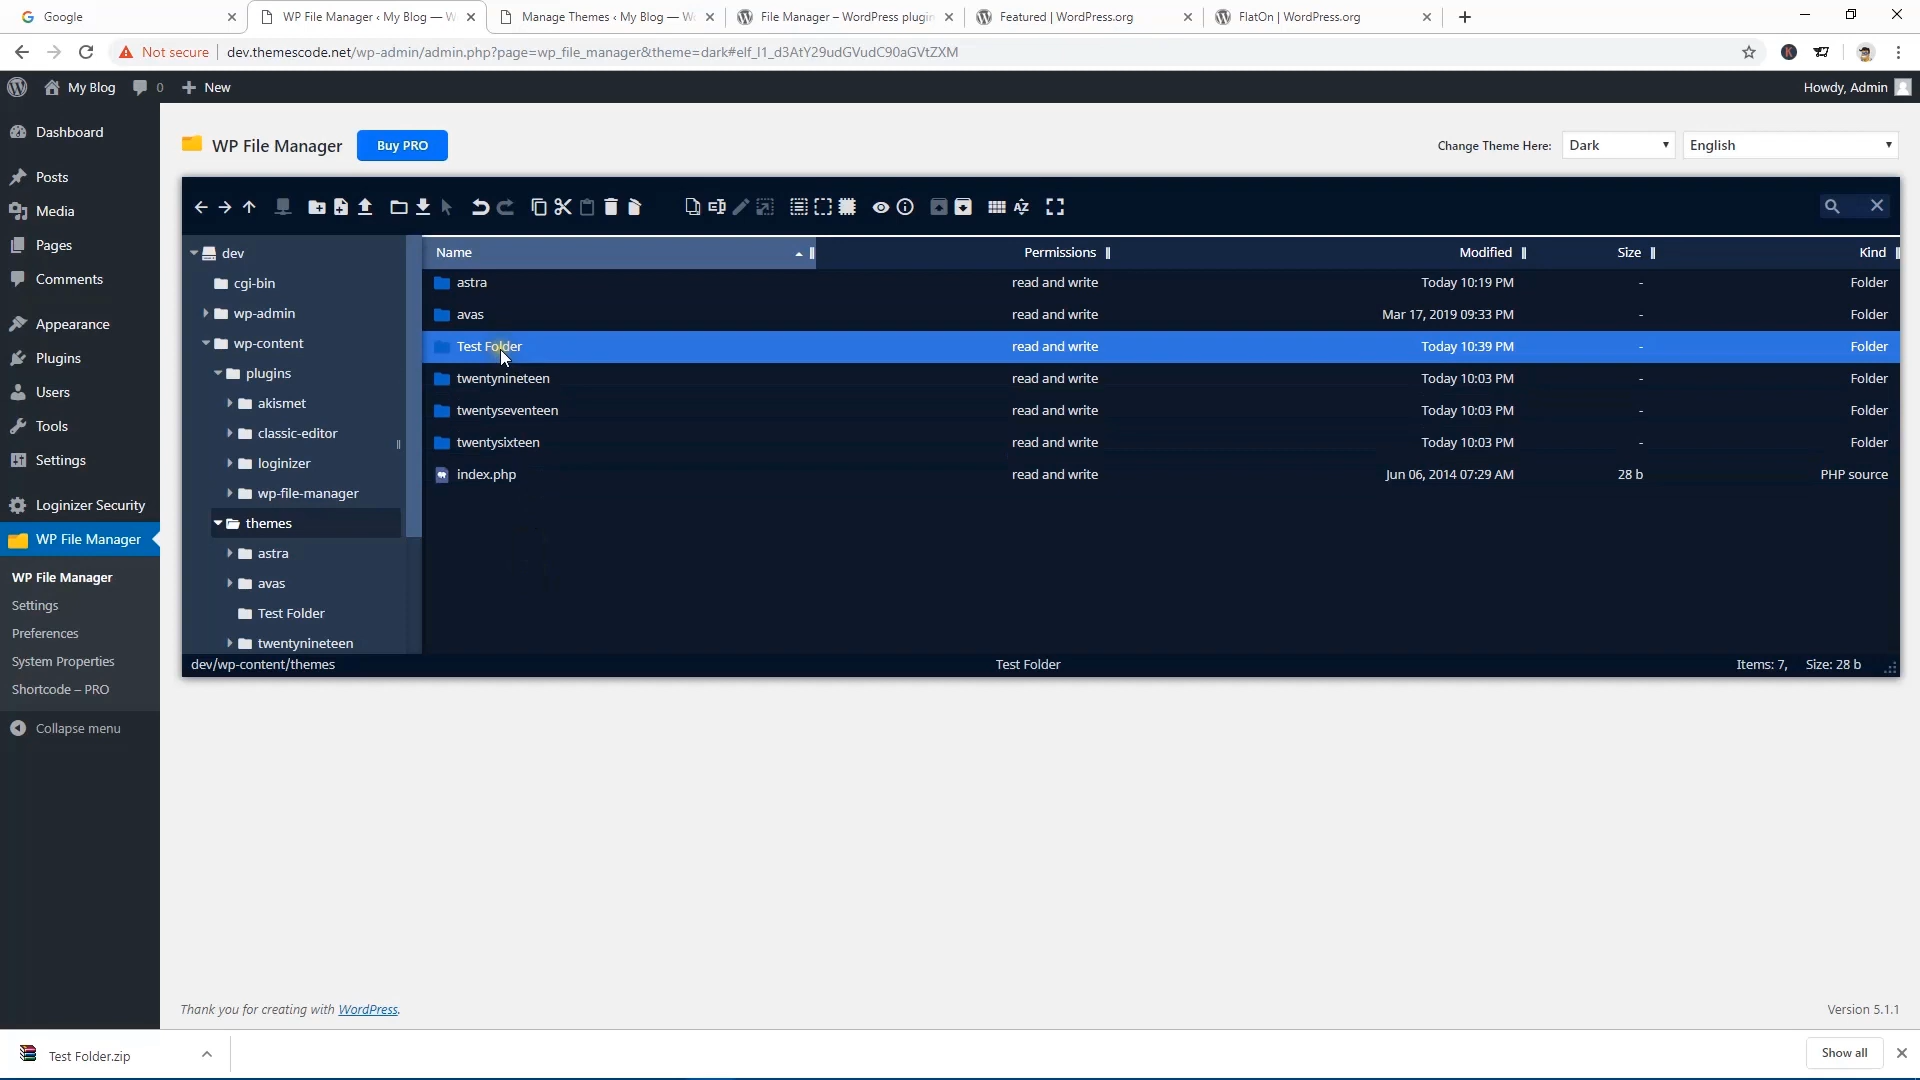 Google
WP File Manager ‹ My Blog — W
Manage Themes ‹ My Blog — W
File Manager – WordPress plugin
Featured | WordPress.org
FlatOn | WordPress.org
Not secure
dev.themescode.net/wp-admin/admin.php?page=wp_file_manager&theme=dark#elf_l1_d3AtY29udGVudC90aGVtZXM
My Blog
0
New
Howdy, Admin
Dashboard
Posts
Media
Pages
Comments
Appearance
Plugins
Users
Tools
Settings
Loginizer Security
WP File Manager
WP File Manager
Settings
Preferences
System Properties
Shortcode – PRO
Collapse menu
WP File Manager
Buy PRO
Change Theme Here:
Dark
English
dev
cgi-bin
wp-admin
wp-content
plugins
akismet
classic-editor
loginizer
wp-file-manager
themes
astra
avas
Test Folder
twentynineteen
Name Permissions Modified Size Kind
astra read and write Today 10:19 PM - Folder
avas read and write Mar 17, 2019 09:33 PM - Folder
Test Folder read and write Today 10:39 PM - Folder
twentynineteen read and write Today 10:03 PM - Folder
twentyseventeen read and write Today 10:03 PM - Folder
twentysixteen read and write Today 10:03 PM - Folder
index.php read and write Jun 06, 2014 07:29 AM 28 b PHP source
dev/wp-content/themes
Test Folder
Items: 7, Size: 28 b
Thank you for creating with WordPress.
Version 5.1.1
Test Folder.zip
Show all